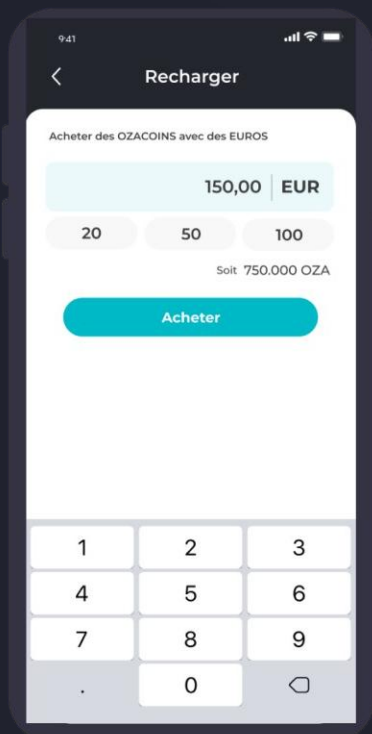 9:41
Recharger
Acheter des OZACOINS avec des EUROS
150,00 EUR
20 50 100
Soit 750.000 OZA
Acheter
1 2 3
4 5 6
7 8 9
. 0